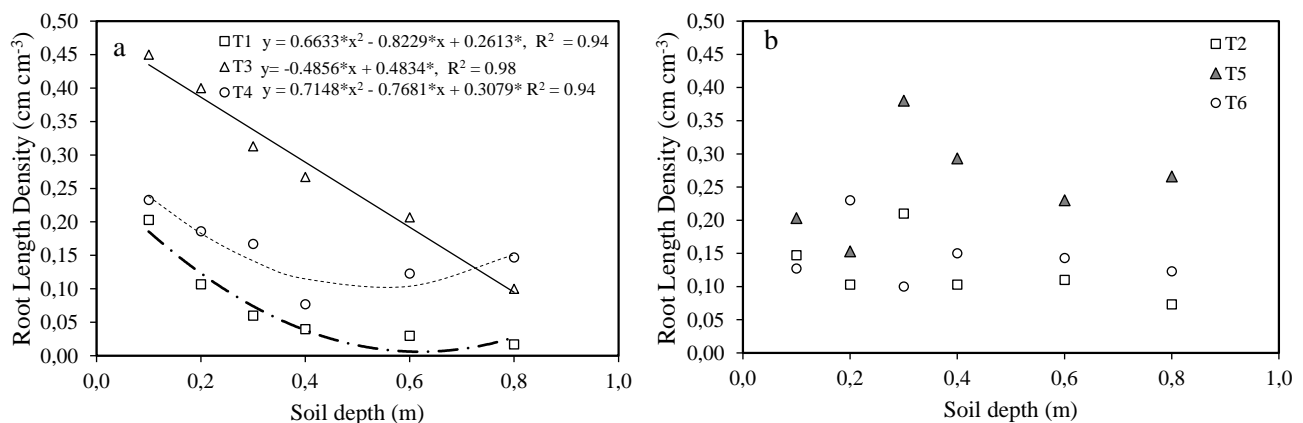 a
T1 y = 0.6633*x² - 0.8229*x + 0.2613*, R² = 0.94
T3 y= -0.4856*x + 0.4834*, R² = 0.98
T4 y = 0.7148*x² - 0.7681*x + 0.3079* R² = 0.94
Root Length Density (cm cm⁻³)
0,50
0,45
0,40
0,35
0,30
0,25
0,20
0,15
0,10
0,05
0,00
0,0 0,2 0,4 0,6 0,8 1,0
Soil depth (m)
b
T2
T5
T6
Root Length Density (cm cm⁻³)
0,50
0,45
0,40
0,35
0,30
0,25
0,20
0,15
0,10
0,05
0,00
0,0 0,2 0,4 0,6 0,8 1,0
Soil depth (m)